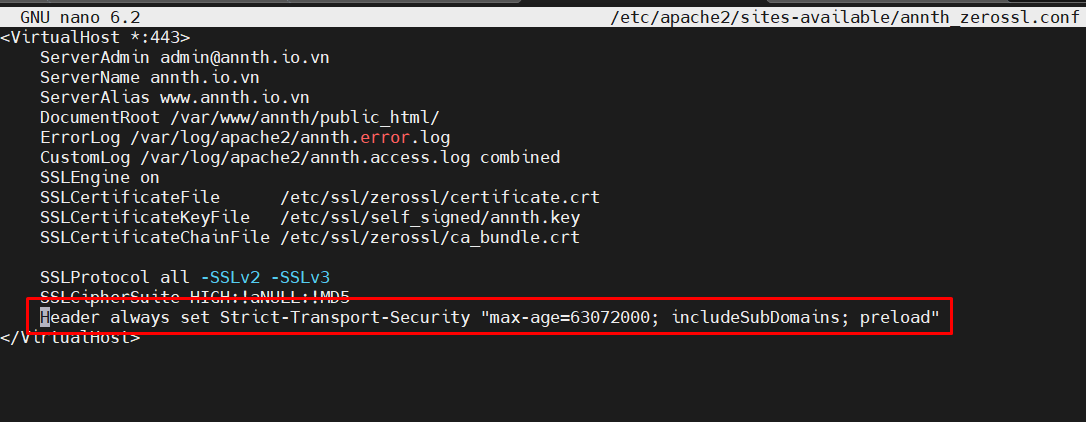 GNU nano 6.2 /etc/apache2/sites-available/annth_zerossl.conf
<VirtualHost *:443>
ServerAdmin admin@annth.io.vn
ServerName annth.io.vn
ServerAlias www.annth.io.vn
DocumentRoot /var/www/annth/public_html/
ErrorLog /var/log/apache2/annth.error.log
CustomLog /var/log/apache2/annth.access.log combined
SSLEngine on
SSLCertificateFile /etc/ssl/zerossl/certificate.crt
SSLCertificateKeyFile /etc/ssl/self_signed/annth.key
SSLCertificateChainFile /etc/ssl/zerossl/ca_bundle.crt
SSLProtocol all -SSLv2 -SSLv3
SSLCipherSuite HIGH:!aNULL:!MD5
Header always set Strict-Transport-Security "max-age=63072000; includeSubDomains; preload"
</VirtualHost>